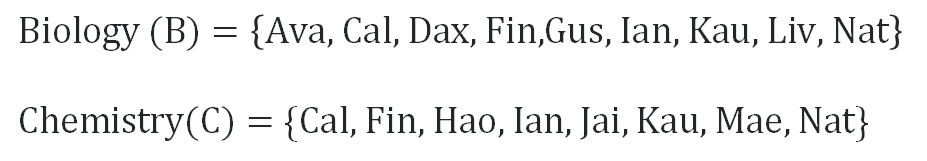 Biology (B) = {Ava, Cal, Dax, Fin,Gus, Ian, Kau, Liv, Nat}
Chemistry(C) = {Cal, Fin, Hao, Ian, Jai, Kau, Mae, Nat}